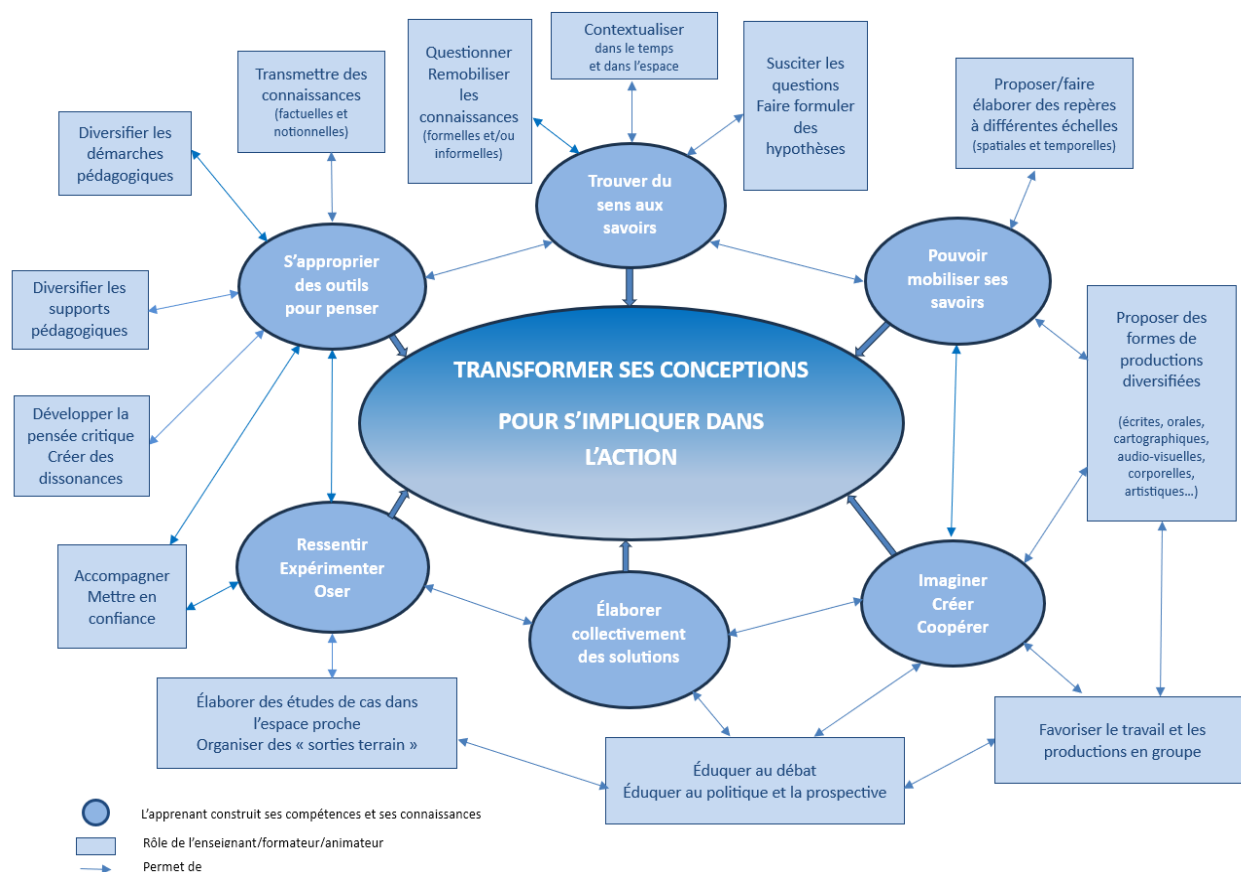 Contextualiser
dans le temps
et dans l'espace
Questionner
Remobiliser
les
connaissances
(formelles et/ou
informelles)
Susciter les
questions
Faire formuler
des
hypothèses
Transmettre des
connaissances
(factuelles et
notionnelles)
Proposer/faire
élaborer des repères
à différentes échelles
(spatiales et temporelles)
Diversifier les
démarches
pédagogiques
Trouver du
sens aux
savoirs
S'approprier
des outils
pour penser
Pouvoir
mobiliser ses
savoirs
Diversifier les
supports
pédagogiques
Proposer des
formes de
productions
diversifiées
(écrites, orales,
cartographiques,
audio-visuelles,
corporelles,
artistiques...)
TRANSFORMER SES CONCEPTIONS
POUR S'IMPLIQUER DANS
L'ACTION
Développer la
pensée critique
Créer des
dissonances
Ressentir
Expérimenter
Oser
Accompagner
Mettre en
confiance
Élaborer
collectivement
des solutions
Imaginer
Créer
Coopérer
Élaborer des études de cas dans
l'espace proche
Organiser des « sorties terrain »
Éduquer au débat
Éduquer au politique et la prospective
Favoriser le travail et les
productions en groupe
L'apprenant construit ses compétences et ses connaissances
Rôle de l'enseignant/formateur/animateur
Permet de